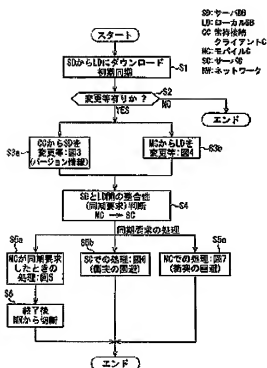 SD:サーバDB
LD:ローカルDB
CC:常時接続
クライアントC
MC:モバイルC
SC:サーバC
NW:ネットワーク
スタート
SDからLDにダウンロード
初期同期
S1
変更等有りか？
S2
YES
NO
エンド
CCからSDを
変更等:図3
(バージョン情報)
S3a
MCからLDを
変更等:図4
S3b
SDとLD間の整合性
(同期要求)判断
MC → SC
S4
同期要求の処理
S5a
MCが同期要求
したときの
処理:図5
S5b
SCでの処理:図6
(衝突の回避)
MCでの処理:図7
(衝突の回避)
S6
終了後
NWから切断
エンド